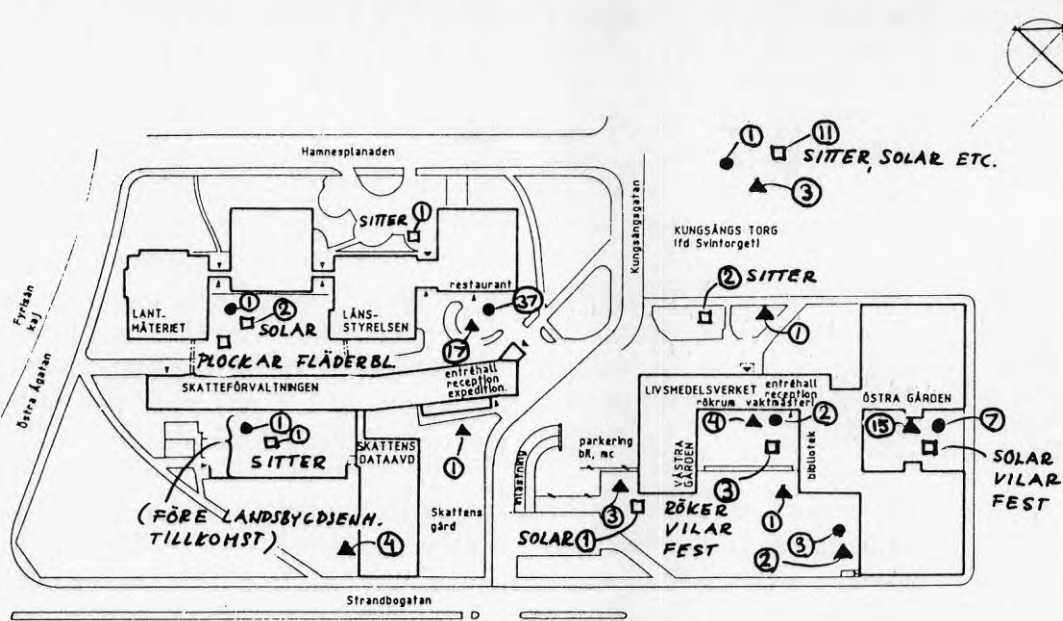 Hamnesplanaden
① ⑪
SITTER, SOLAR ETC.
③
Kungsängsgatan
KUNGSÄNGS TORG
(fd Svintorget)
SITTER ①
② SITTER
①
restaurant
① ②
SOLAR
㊲
⑰
LANT-
MÄTERIET
LÄNS-
STYRELSEN
PLOCKAR FLÄDERBL.
Fyrisån
kaj
Östra Ågatan
SKATTEFÖRVALTNINGEN
entréhall
reception
expedition.
LIVSMEDELSVERKET
entréhall
reception
rökrum vaktmästeri
ÖSTRA GÅRDEN
④ ②
⑮ ⑦
① ①
SITTER
SKATTENS
DATAAVD
①
parkering
bil, mc
inlastning
VÄSTRA
GÅRDEN
bibliotek
③
SOLAR
VILAR
FEST
(FÖRE LANDSBYGDSENH.
TILLKOMST)
④
Skattens
gård
③
SOLAR ①
RÖKER
VILAR
FEST
①
③
②
Strandbogatan